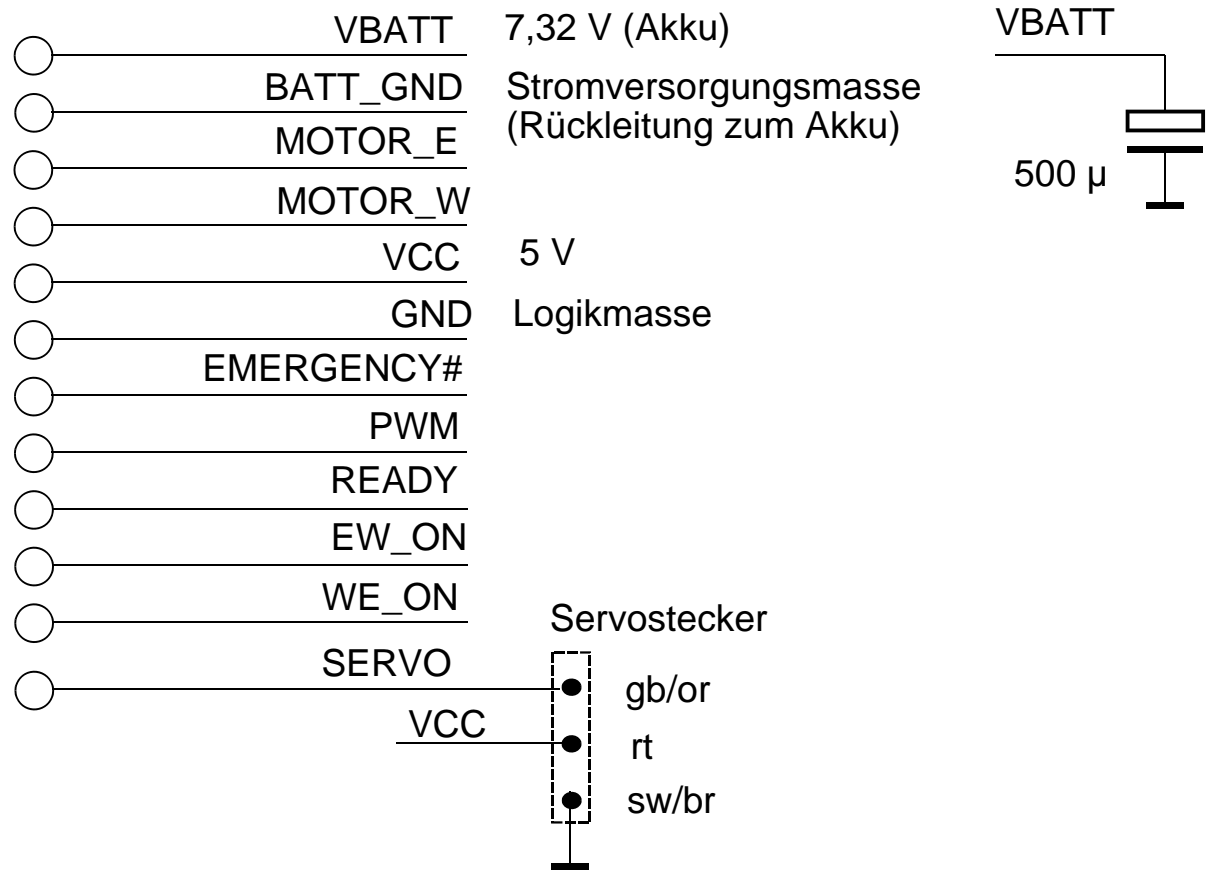 VBATT 7,32 V (Akku)
BATT_GND Stromversorgungsmasse
(Rückleitung zum Akku)
MOTOR_E
MOTOR_W
VCC 5 V
GND Logikmasse
EMERGENCY#
PWM
READY
EW_ON
WE_ON
SERVO
Servostecker
gb/or
VCC
rt
sw/br
VBATT
500 µ